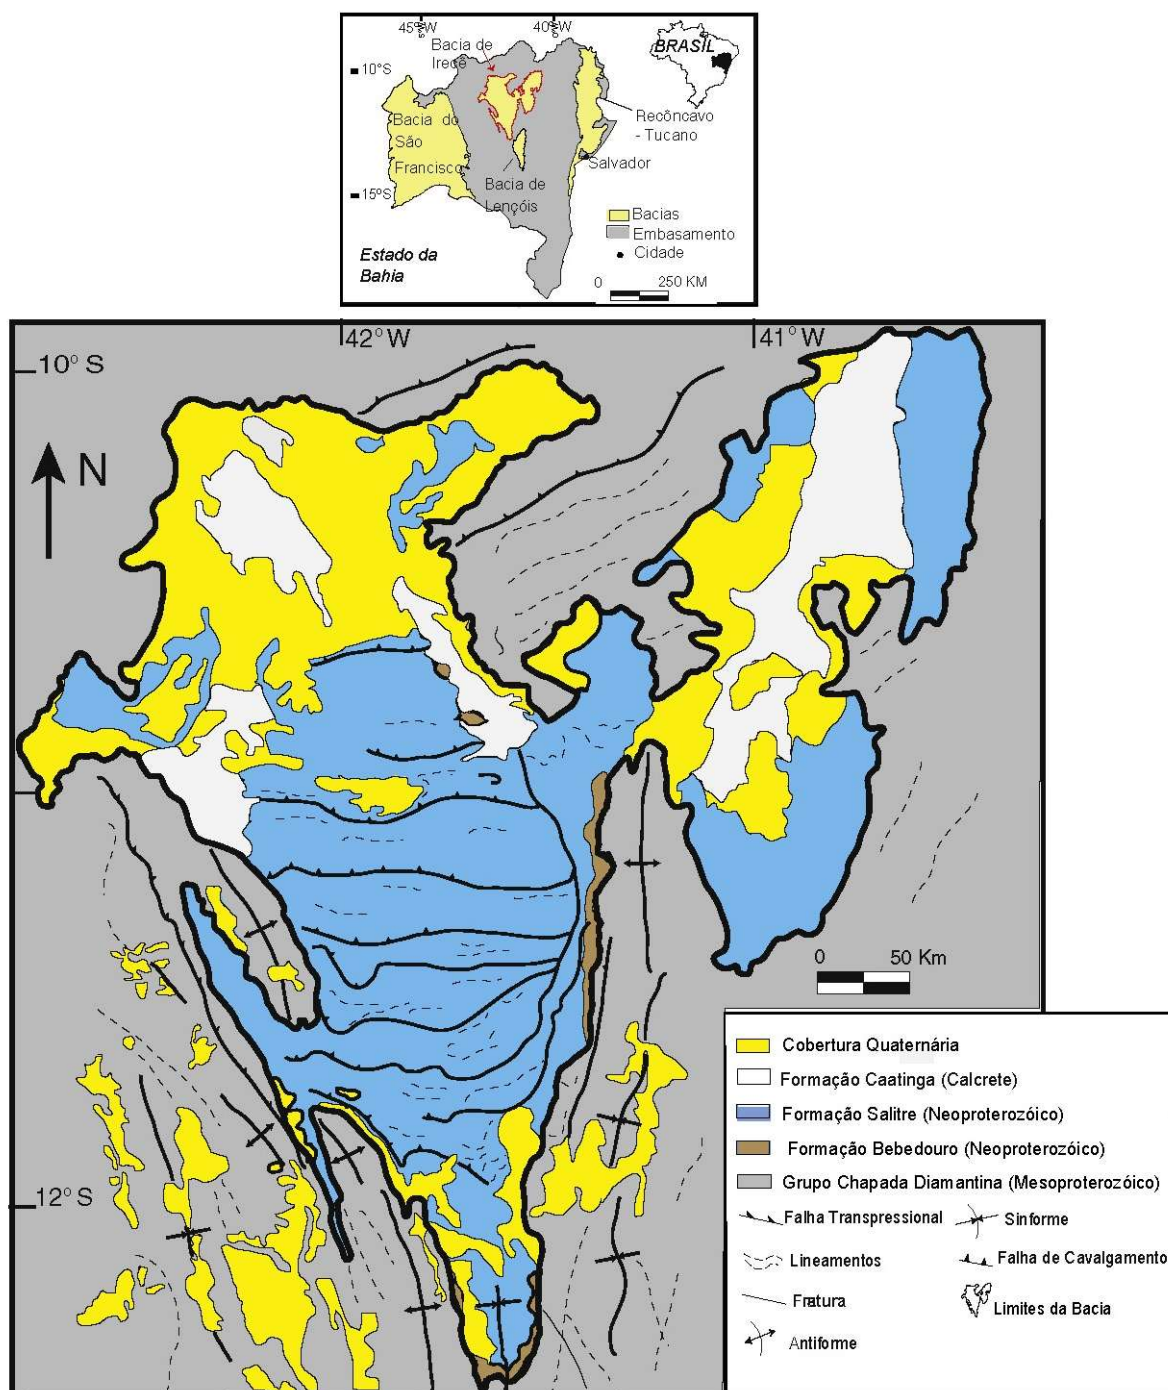 45°W
40°W
BRASIL
Bacia de
Irecê
10°S
Bacia do
São
Francisco
Recôncavo
- Tucano
Salvador
15ºS
Bacia de
Lençóis
Bacias
Embasamento
Cidade
Estado da
Bahia
0 250 KM
42° W
41° W
10° S
N
0 50 Km
Cobertura Quaternária
Formação Caatinga (Calcrete)
Formação Salitre (Neoproterozóico)
Formação Bebedouro (Neoproterozóico)
12° S
Grupo Chapada Diamantina (Mesoproterozóico)
Falha Transpressional
Sinforme
Lineamentos
Falha de Cavalgamento
Fratura
Limites da Bacia
Antiforme